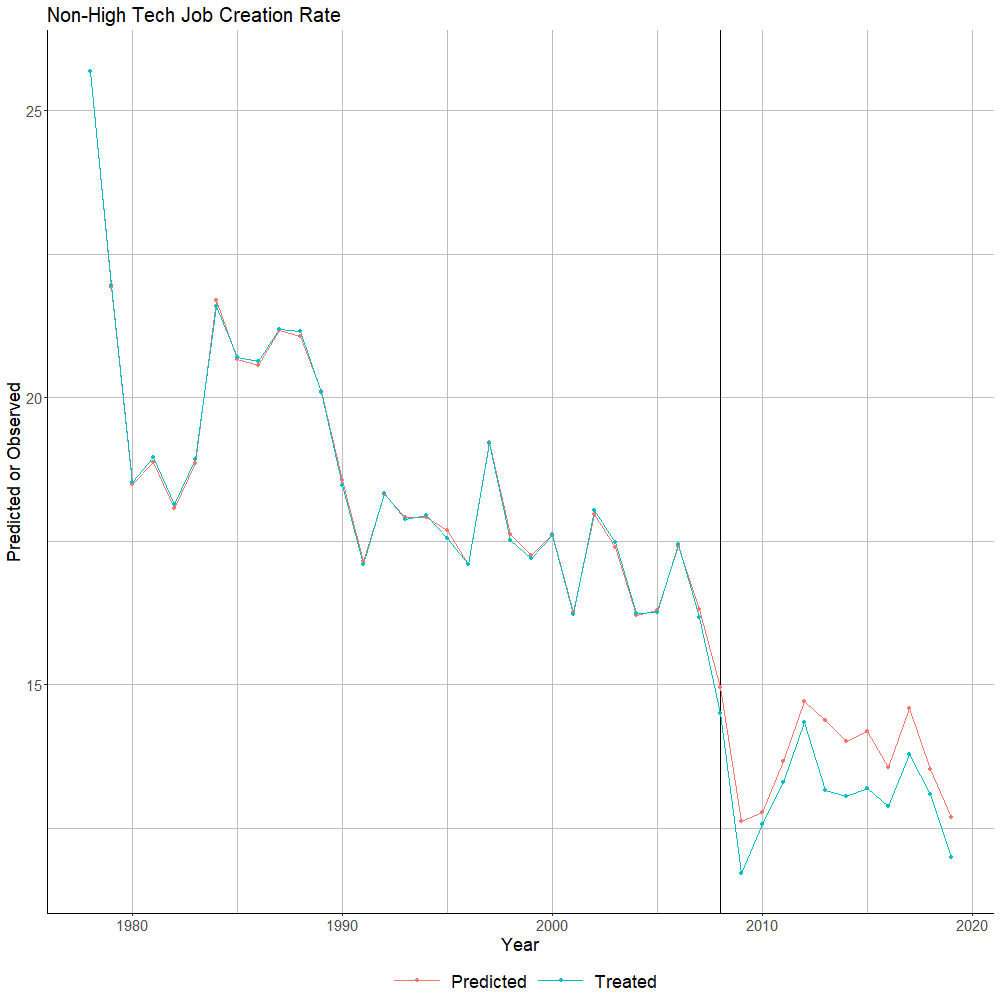 Non-High Tech Job Creation Rate
Predicted or Observed
25
20
15
1980 1990 2000 2010 2020
Year
Predicted Treated